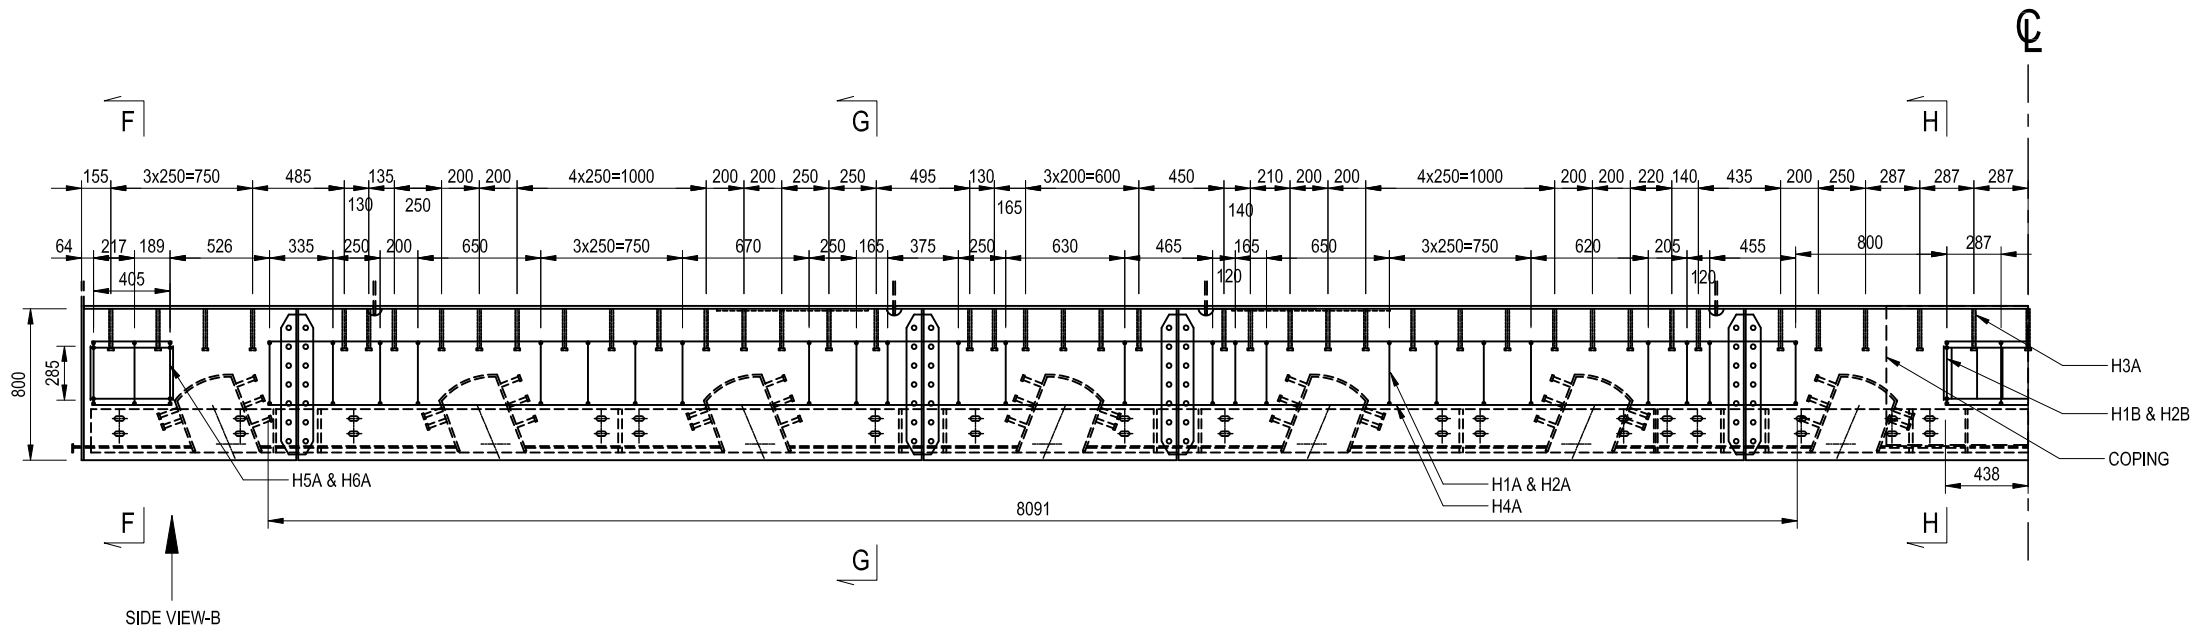 ℄
F G H
155 3x250=750 485 135 200 200 4x250=1000 200 200 250 250 495 130 3x200=600 450 210 200 200 4x250=1000 200 200 220 140 435 200 250 287 287 287
130 250 165 140
64 217 189 526 335 250 200 650 3x250=750 670 250 165 375 250 630 465 165 650 3x250=750 620 205 455 800 287
405 120 120
800 285
H3A
H1B & H2B
COPING
H5A & H6A
H1A & H2A
H4A
438
8091
F G H
SIDE VIEW-B